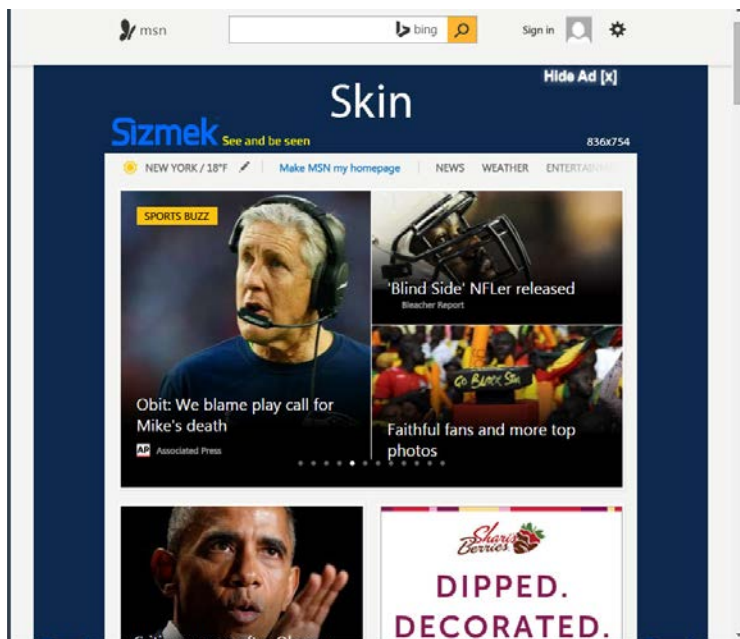 msn
bing
Sign in
Hide Ad [x]
Skin
Sizmek See and be seen
836x754
NEW YORK / 18°F
Make MSN my homepage
NEWS WEATHER
SPORTS BUZZ
'Blind Side' NFLer released
Bleacher Report
GO BLACK
Obit: We blame play call for
Mike's death
AP Associated Press
Faithful fans and more top
photos
Shari's
Berries
DIPPED.
DECORATED.